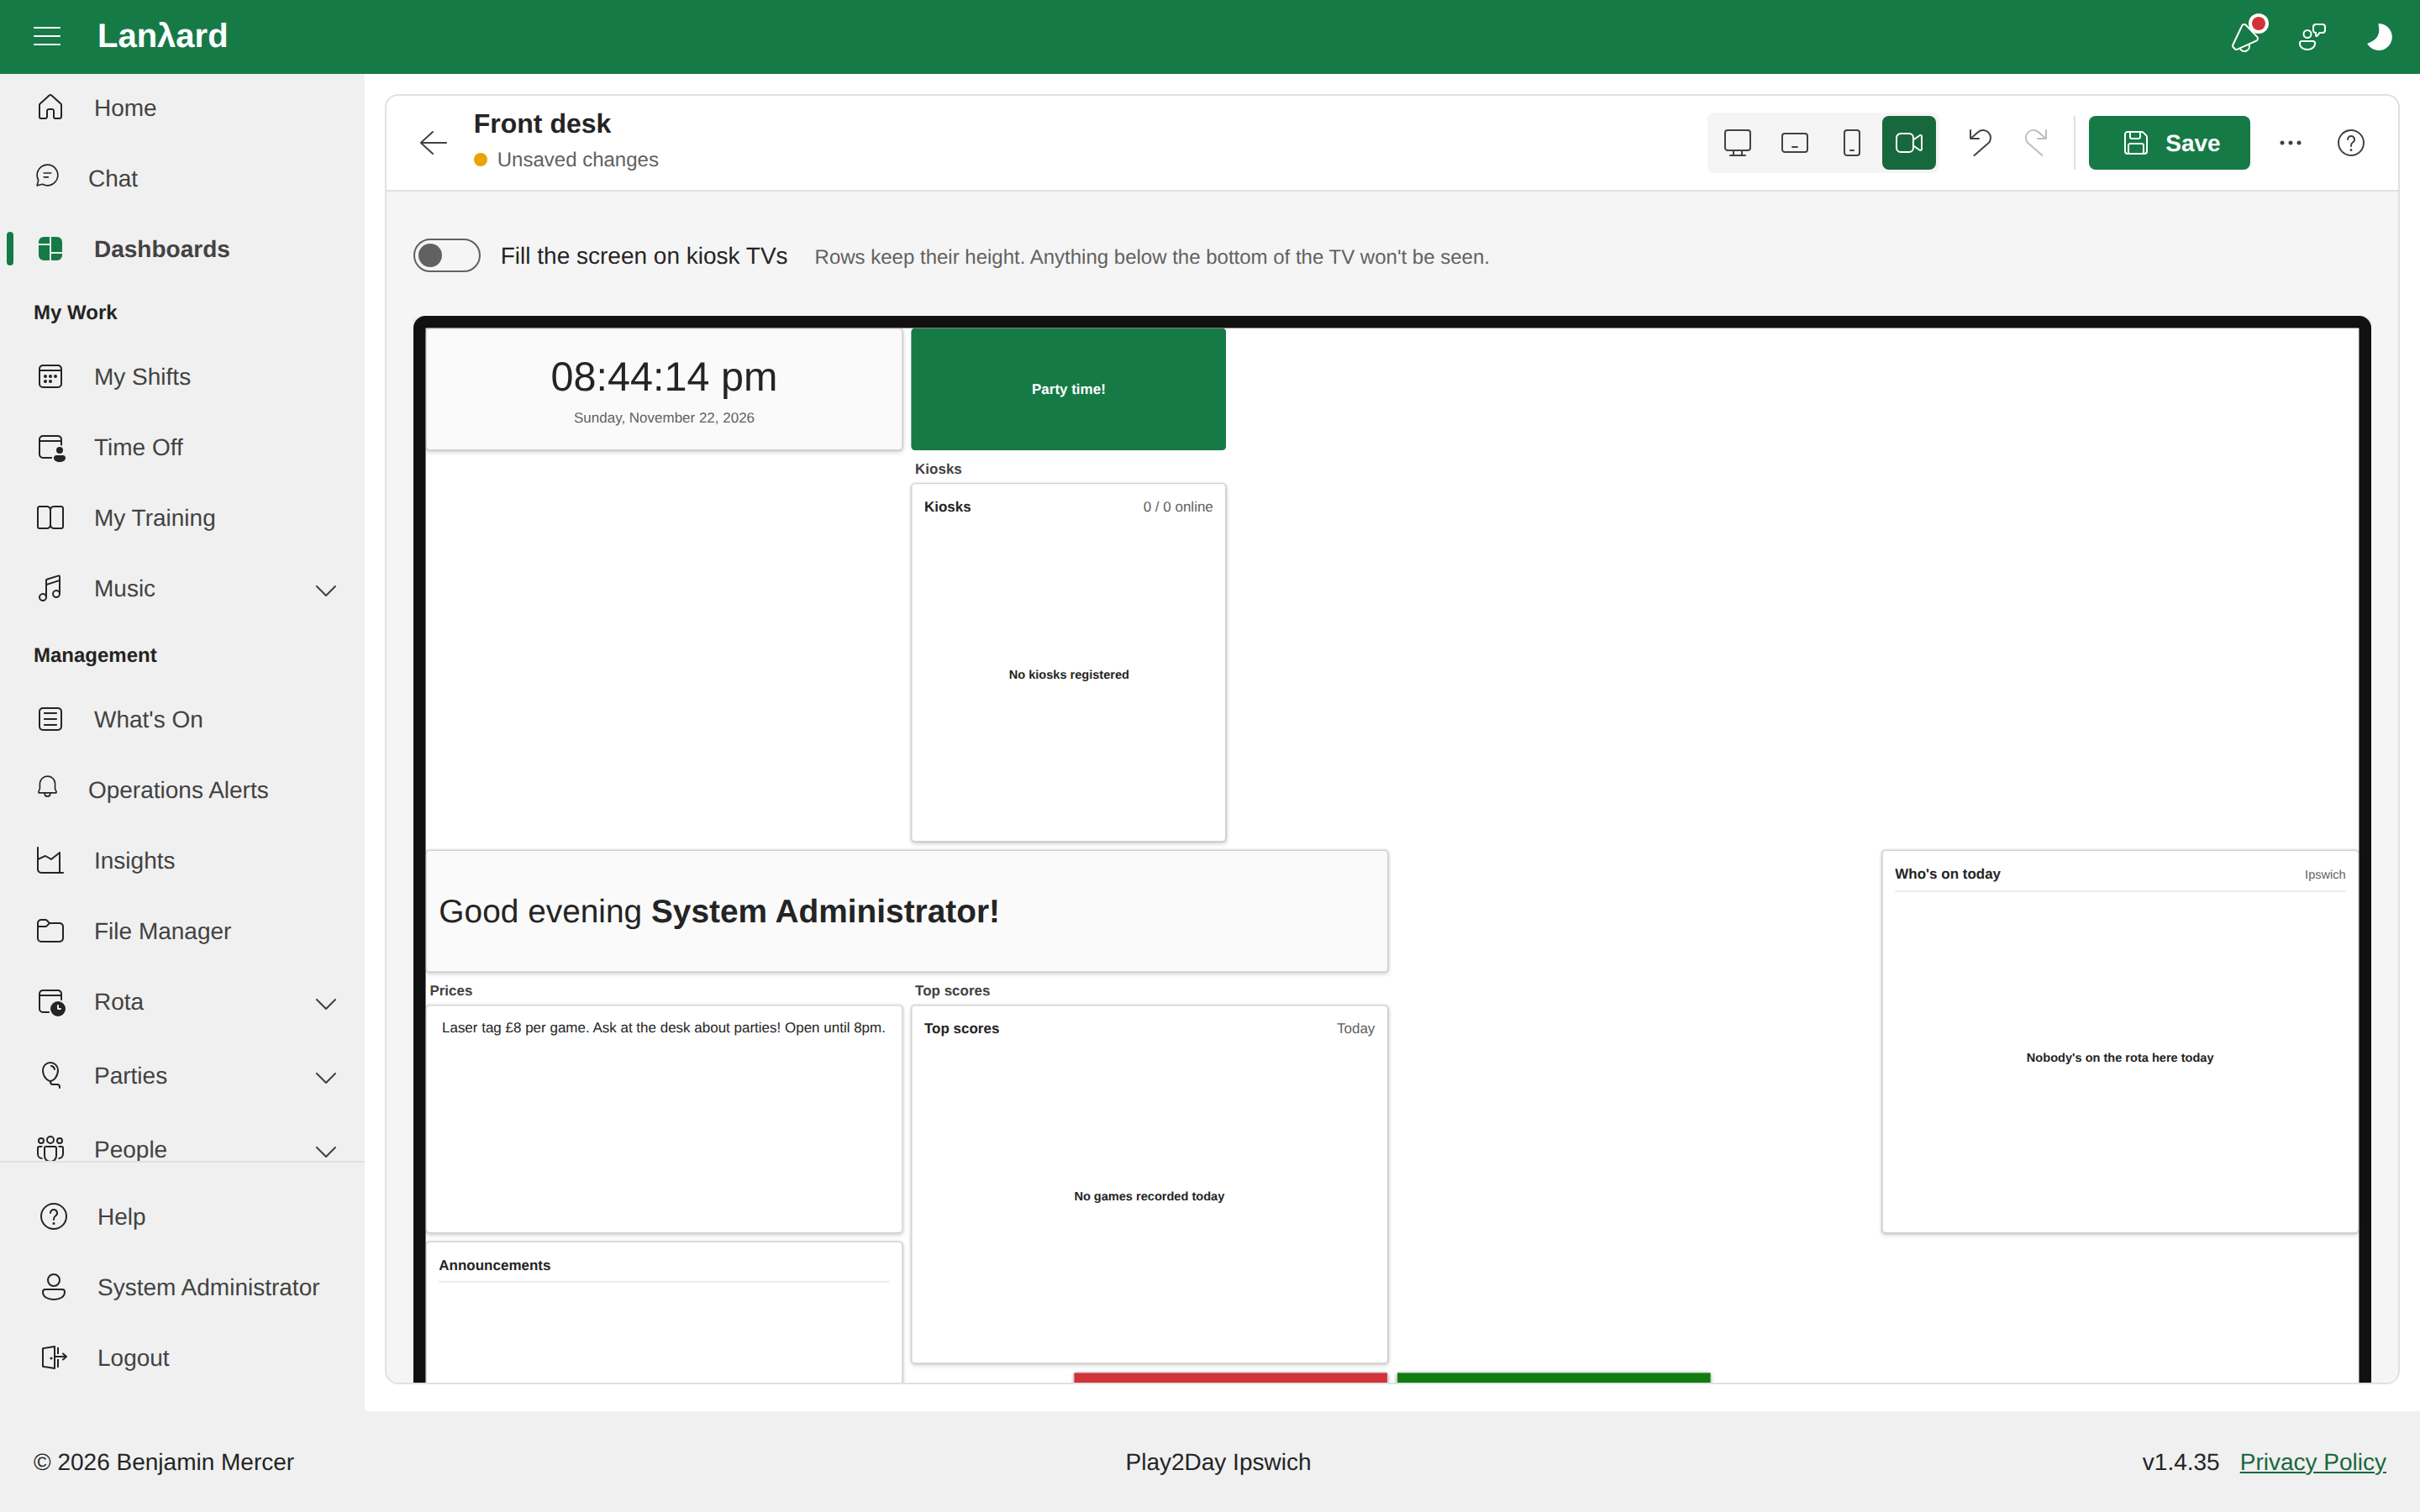 Lanλard
Home
Chat
Dashboards
My Work
My Shifts
Time Off
My Training
Music
Management
What's On
Operations Alerts
Insights
File Manager
Rota
Parties
People
Help
System Administrator
Logout
Front desk
Unsaved changes
Save
Fill the screen on kiosk TVs
Rows keep their height. Anything below the bottom of the TV won't be seen.
08:44:14 pm
Sunday, November 22, 2026
Party time!
Kiosks
Kiosks 0 / 0 online
No kiosks registered
Good evening System Administrator!
Who's on today Ipswich
Nobody's on the rota here today
Prices
Laser tag £8 per game. Ask at the desk about parties! Open until 8pm.
Top scores
Top scores Today
No games recorded today
Announcements
© 2026 Benjamin Mercer
Play2Day Ipswich
v1.4.35 Privacy Policy